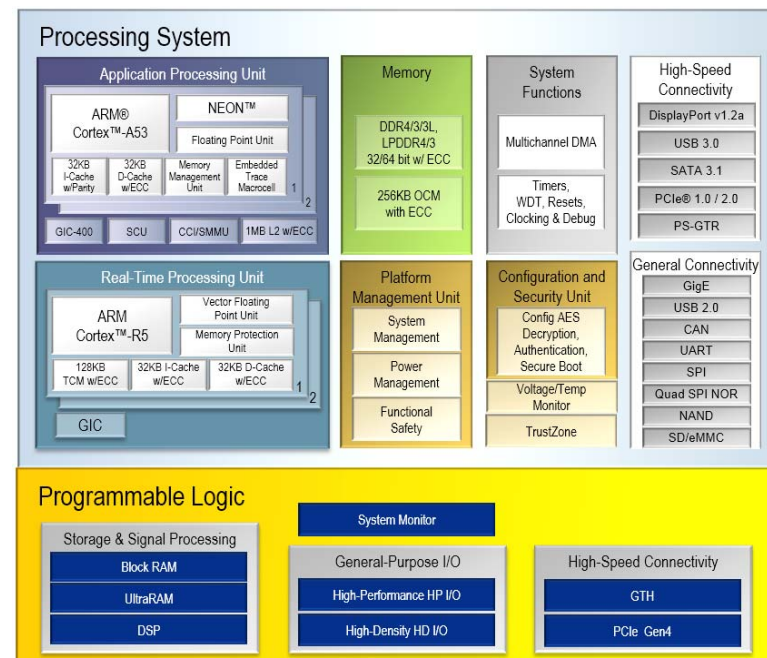 Processing System
Application Processing Unit
ARM®
Cortex™-A53
NEON™
Floating Point Unit
32KB
I-Cache
w/Parity
32KB
D-Cache
w/ECC
Memory
Management
Unit
Embedded
Trace
Macrocell
1
2
GIC-400
SCU
CCI/SMMU
1MB L2 w/ECC
Memory
DDR4/3/3L,
LPDDR4/3
32/64 bit w/ ECC
256KB OCM
with ECC
System
Functions
Multichannel DMA
Timers,
WDT, Resets,
Clocking & Debug
High-Speed
Connectivity
DisplayPort v1.2a
USB 3.0
SATA 3.1
PCIe® 1.0 / 2.0
PS-GTR
Real-Time Processing Unit
ARM
Cortex™-R5
Vector Floating
Point Unit
Memory Protection
Unit
128KB
TCM w/ECC
32KB I-Cache
w/ECC
32KB D-Cache
w/ECC
1
2
GIC
Platform
Management Unit
System
Management
Power
Management
Functional
Safety
Configuration and
Security Unit
Config AES
Decryption,
Authentication,
Secure Boot
Voltage/Temp
Monitor
TrustZone
General Connectivity
GigE
USB 2.0
CAN
UART
SPI
Quad SPI NOR
NAND
SD/eMMC
Programmable Logic
Storage & Signal Processing
Block RAM
UltraRAM
DSP
System Monitor
General-Purpose I/O
High-Performance HP I/O
High-Density HD I/O
High-Speed Connectivity
GTH
PCIe Gen4